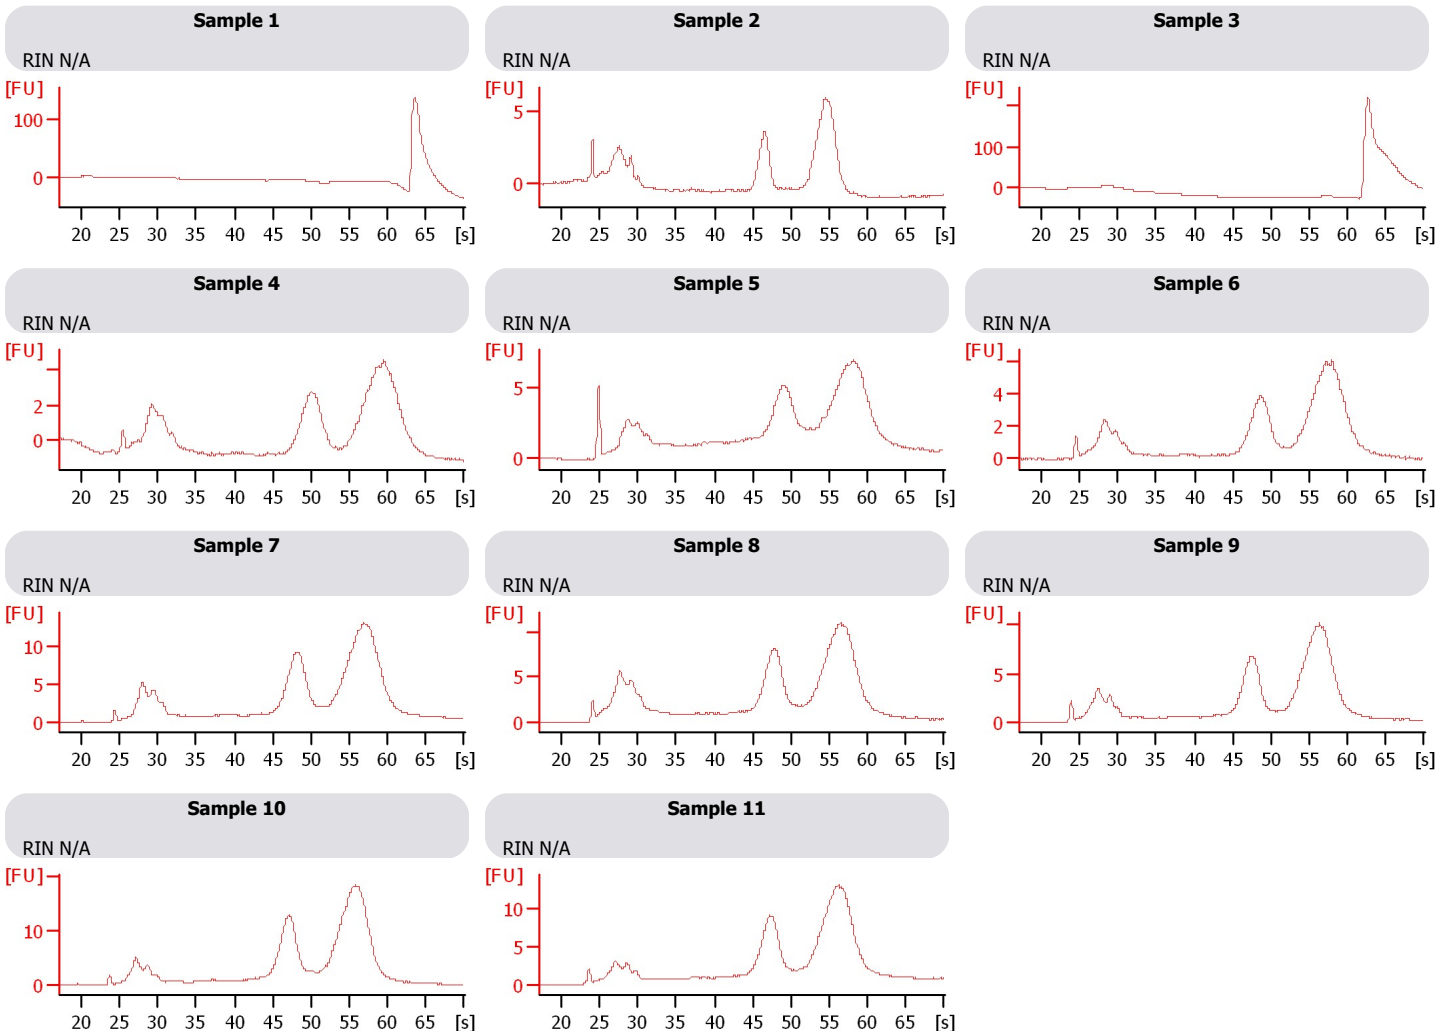 Sample 1
RIN N/A
[FU]
100
0
20 25 30 35 40 45 50 55 60 65 [s]
Sample 2
RIN N/A
[FU]
5
0
20 25 30 35 40 45 50 55 60 65 [s]
Sample 3
RIN N/A
[FU]
100
0
20 25 30 35 40 45 50 55 60 65 [s]
Sample 4
RIN N/A
[FU]
2
0
20 25 30 35 40 45 50 55 60 65 [s]
Sample 5
RIN N/A
[FU]
5
0
20 25 30 35 40 45 50 55 60 65 [s]
Sample 6
RIN N/A
[FU]
4
2
0
20 25 30 35 40 45 50 55 60 65 [s]
Sample 7
RIN N/A
[FU]
10
5
0
20 25 30 35 40 45 50 55 60 65 [s]
Sample 8
RIN N/A
[FU]
5
0
20 25 30 35 40 45 50 55 60 65 [s]
Sample 9
RIN N/A
[FU]
5
0
20 25 30 35 40 45 50 55 60 65 [s]
Sample 10
RIN N/A
[FU]
10
0
20 25 30 35 40 45 50 55 60 65 [s]
Sample 11
RIN N/A
[FU]
10
5
0
20 25 30 35 40 45 50 55 60 65 [s]